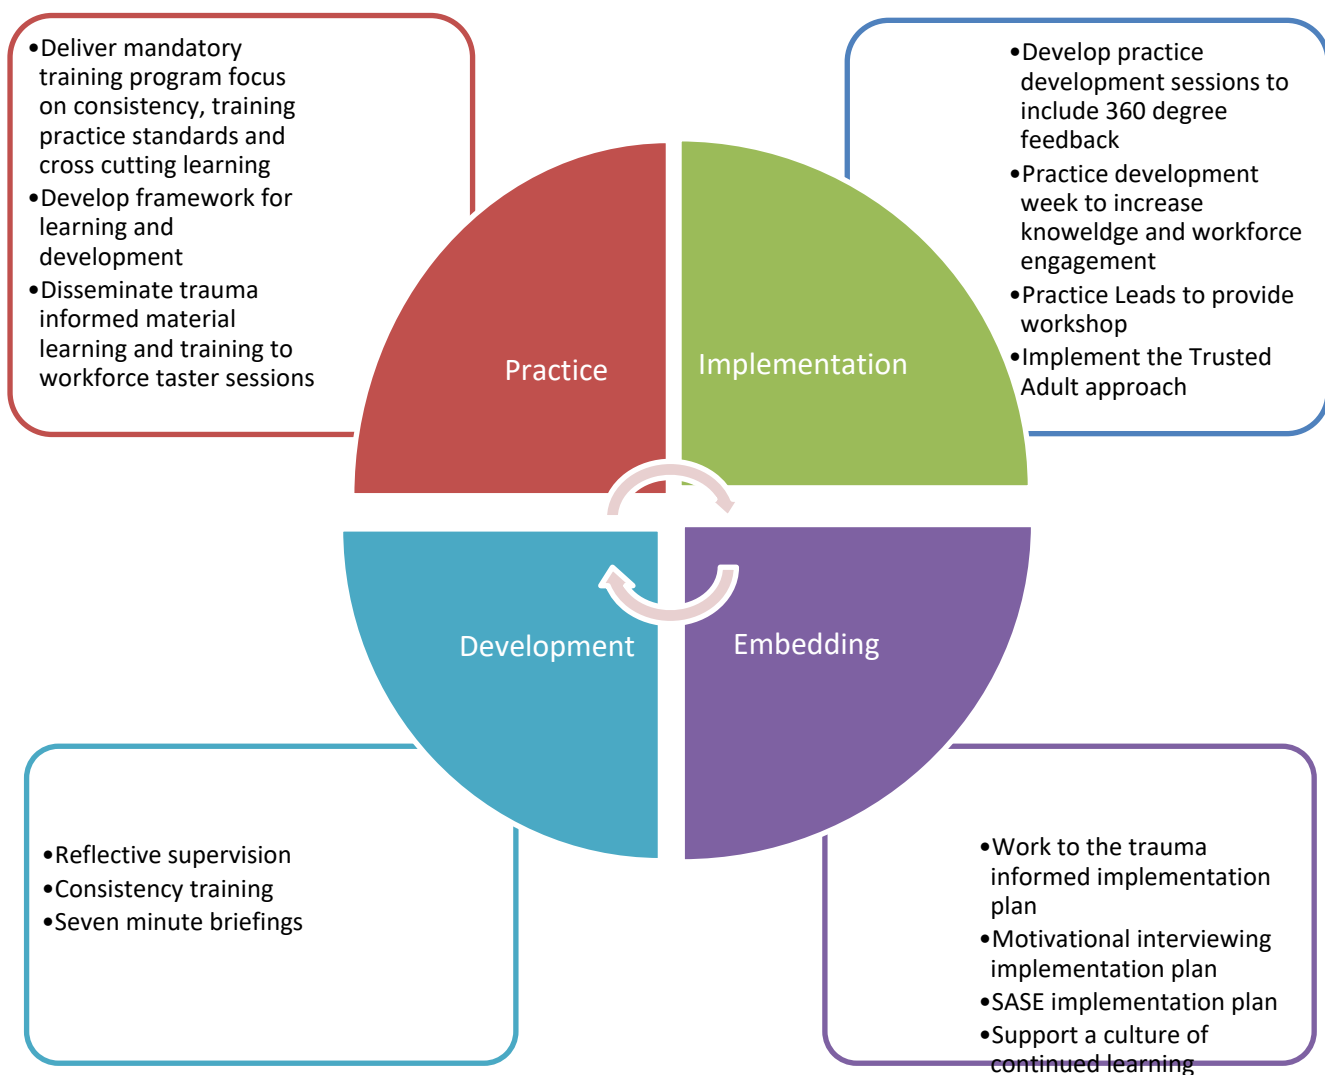 •Deliver mandatory
training program focus
on consistency, training
practice standards and
cross cutting learning
•Develop framework for
learning and
development
•Disseminate trauma
informed material
learning and training to
workforce taster sessions
•Develop practice
development sessions to
include 360 degree
feedback
•Practice development
week to increase
knoweldge and workforce
engagement
•Practice Leads to provide
workshop
•Implement the Trusted
Adult approach
Practice
Implementation
Development
Embedding
•Reflective supervision
•Consistency training
•Seven minute briefings
•Work to the trauma
informed implementation
plan
•Motivational interviewing
implementation plan
•SASE implementation plan
•Support a culture of
continued learning